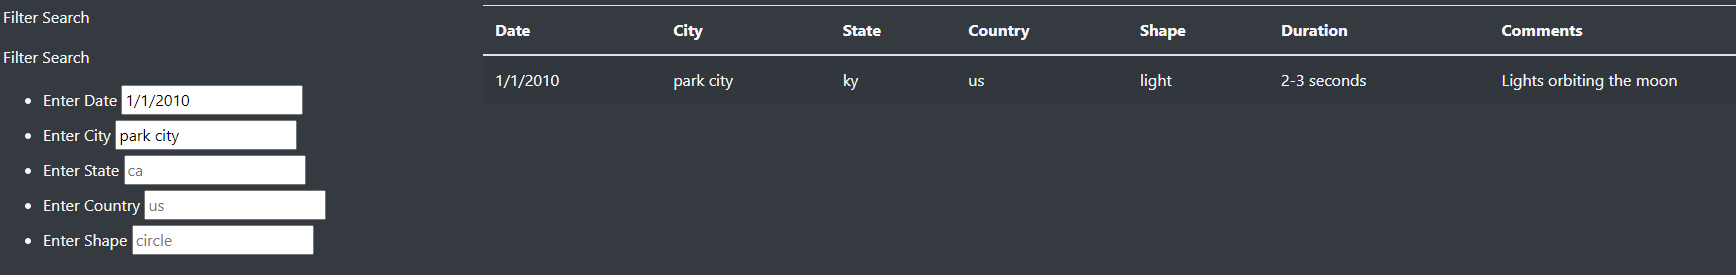 Filter Search
Filter Search
• Enter Date 1/1/2010
• Enter City park city
• Enter State ca
• Enter Country us
• Enter Shape circle
Date City State Country Shape Duration Comments
1/1/2010 park city ky us light 2-3 seconds Lights orbiting the moon